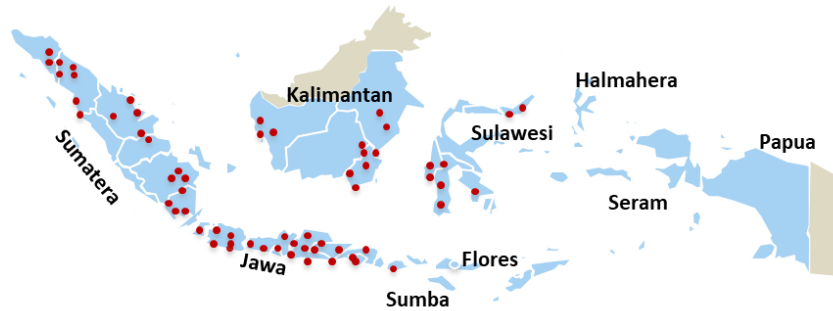 Halmahera
Kalimantan
Sulawesi
Papua
Sumatera
Seram
Jawa
Flores
Sumba